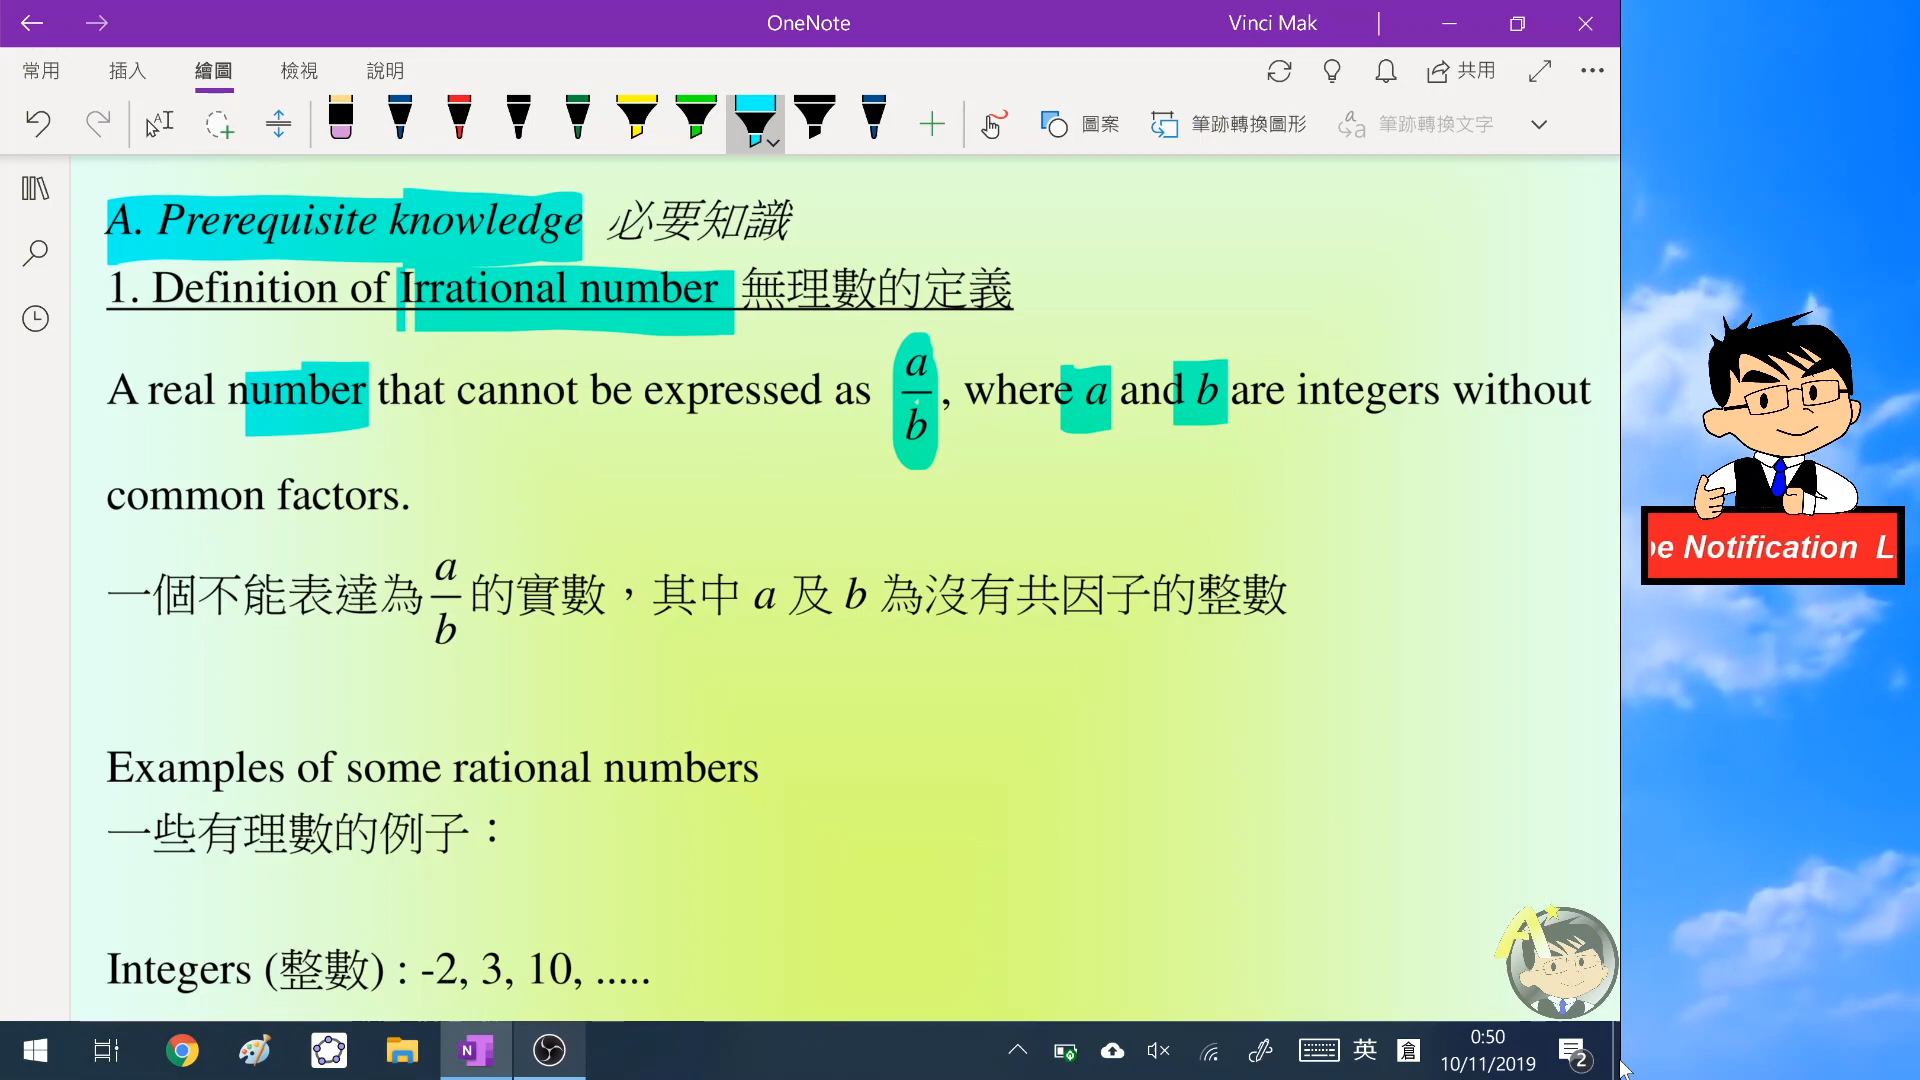 OneNote
Vinci Mak
常用 插入 繪圖 檢視 說明 共用
圖案 筆跡轉換圖形 筆跡轉換文字
A. Prerequisite knowledge 必要知識
1. Definition of Irrational number 無理數的定義
A real number that cannot be expressed as a/b, where a and b are integers without
common factors.
一個不能表達為 a/b 的實數，其中 a 及 b 為沒有共因子的整數
Examples of some rational numbers
一些有理數的例子：
Integers (整數) : -2, 3, 10, .....
Notification L
A
英 倉
0:50
10/11/2019
2